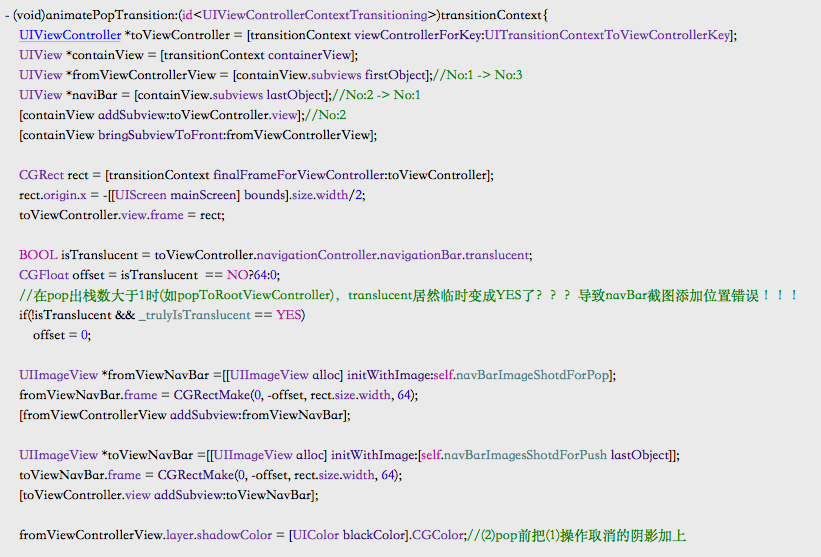 - (void)animatePopTransition:(id<UIViewControllerContextTransitioning>)transitionContext{
UIViewController *toViewController = [transitionContext viewControllerForKey:UITransitionContextToViewControllerKey];
UIView *containView = [transitionContext containerView];
UIView *fromViewControllerView = [containView.subviews firstObject];//No:1 -> No:3
UIView *naviBar = [containView.subviews lastObject];//No:2 -> No:1
[containView addSubview:toViewController.view];//No:2
[containView bringSubviewToFront:fromViewControllerView];
CGRect rect = [transitionContext finalFrameForViewController:toViewController];
rect.origin.x = -[[UIScreen mainScreen] bounds].size.width/2;
toViewController.view.frame = rect;
BOOL isTranslucent = toViewController.navigationController.navigationBar.translucent;
CGFloat offset = isTranslucent == NO?64:0;
//在pop出栈数大于1时(如popToRootViewController)，translucent居然临时变成YES了？？？导致navBar截图添加位置错误！！！
if(!isTranslucent && _trulyIsTranslucent == YES)
offset = 0;
UIImageView *fromViewNavBar =[[UIImageView alloc] initWithImage:self.navBarImageShotdForPop];
fromViewNavBar.frame = CGRectMake(0, -offset, rect.size.width, 64);
[fromViewControllerView addSubview:fromViewNavBar];
UIImageView *toViewNavBar =[[UIImageView alloc] initWithImage:[self.navBarImagesShotdForPush lastObject]];
toViewNavBar.frame = CGRectMake(0, -offset, rect.size.width, 64);
[toViewController.view addSubview:toViewNavBar];
fromViewControllerView.layer.shadowColor = [UIColor blackColor].CGColor;//(2)pop前把(1)操作取消的阴影加上